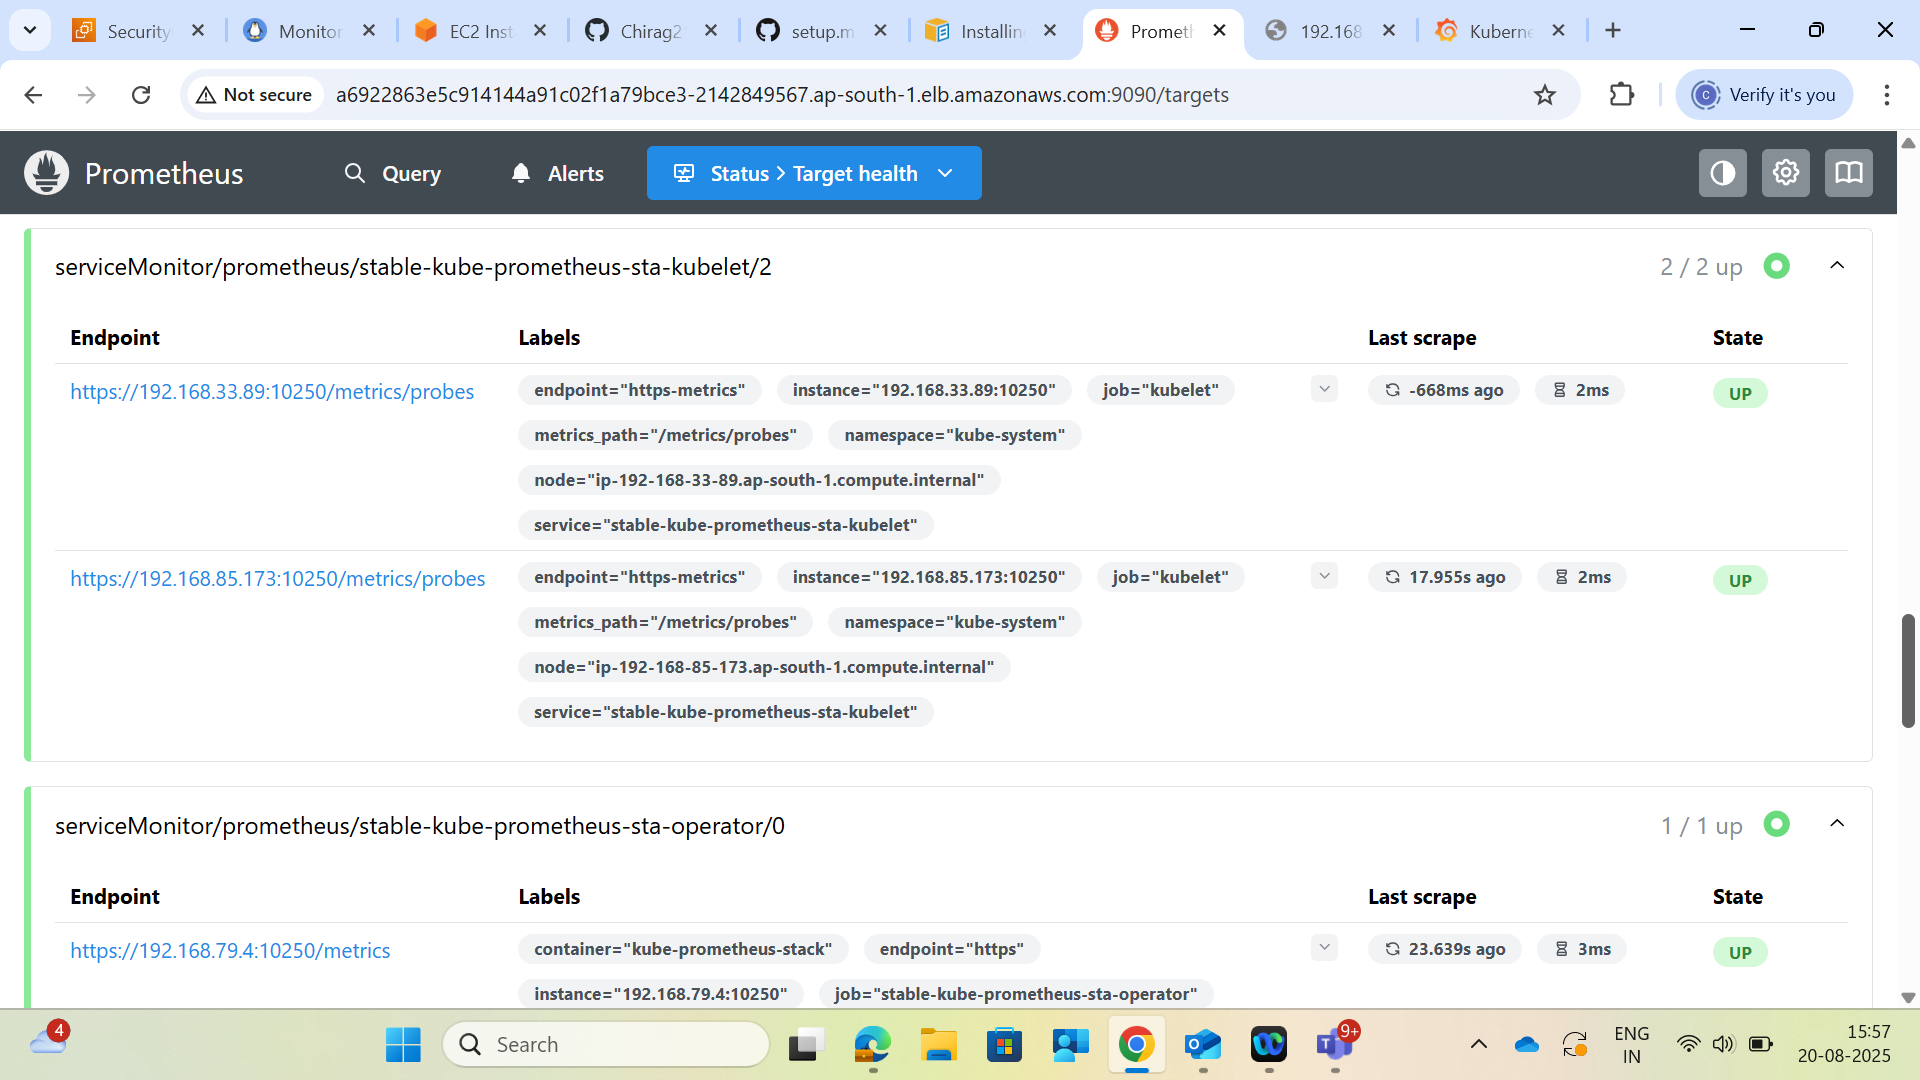 Security
Monitor
EC2 Inst
Chirag2
setup.m
Installin
Prometh
192.168
Kuberne
Not secure
a6922863e5c914144a91c02f1a79bce3-2142849567.ap-south-1.elb.amazonaws.com:9090/targets
C
Verify it's you
Prometheus
Query
Alerts
Status > Target health
serviceMonitor/prometheus/stable-kube-prometheus-sta-kubelet/2
2 / 2 up
Endpoint Labels Last scrape State
https://192.168.33.89:10250/metrics/probes endpoint="https-metrics" instance="192.168.33.89:10250" job="kubelet" -668ms ago 2ms UP
metrics_path="/metrics/probes" namespace="kube-system"
node="ip-192-168-33-89.ap-south-1.compute.internal"
service="stable-kube-prometheus-sta-kubelet"
https://192.168.85.173:10250/metrics/probes endpoint="https-metrics" instance="192.168.85.173:10250" job="kubelet" 17.955s ago 2ms UP
metrics_path="/metrics/probes" namespace="kube-system"
node="ip-192-168-85-173.ap-south-1.compute.internal"
service="stable-kube-prometheus-sta-kubelet"
serviceMonitor/prometheus/stable-kube-prometheus-sta-operator/0
1 / 1 up
Endpoint Labels Last scrape State
https://192.168.79.4:10250/metrics container="kube-prometheus-stack" endpoint="https" 23.639s ago 3ms UP
instance="192.168.79.4:10250" job="stable-kube-prometheus-sta-operator"
4
Search
9+
ENG
IN
15:57
20-08-2025